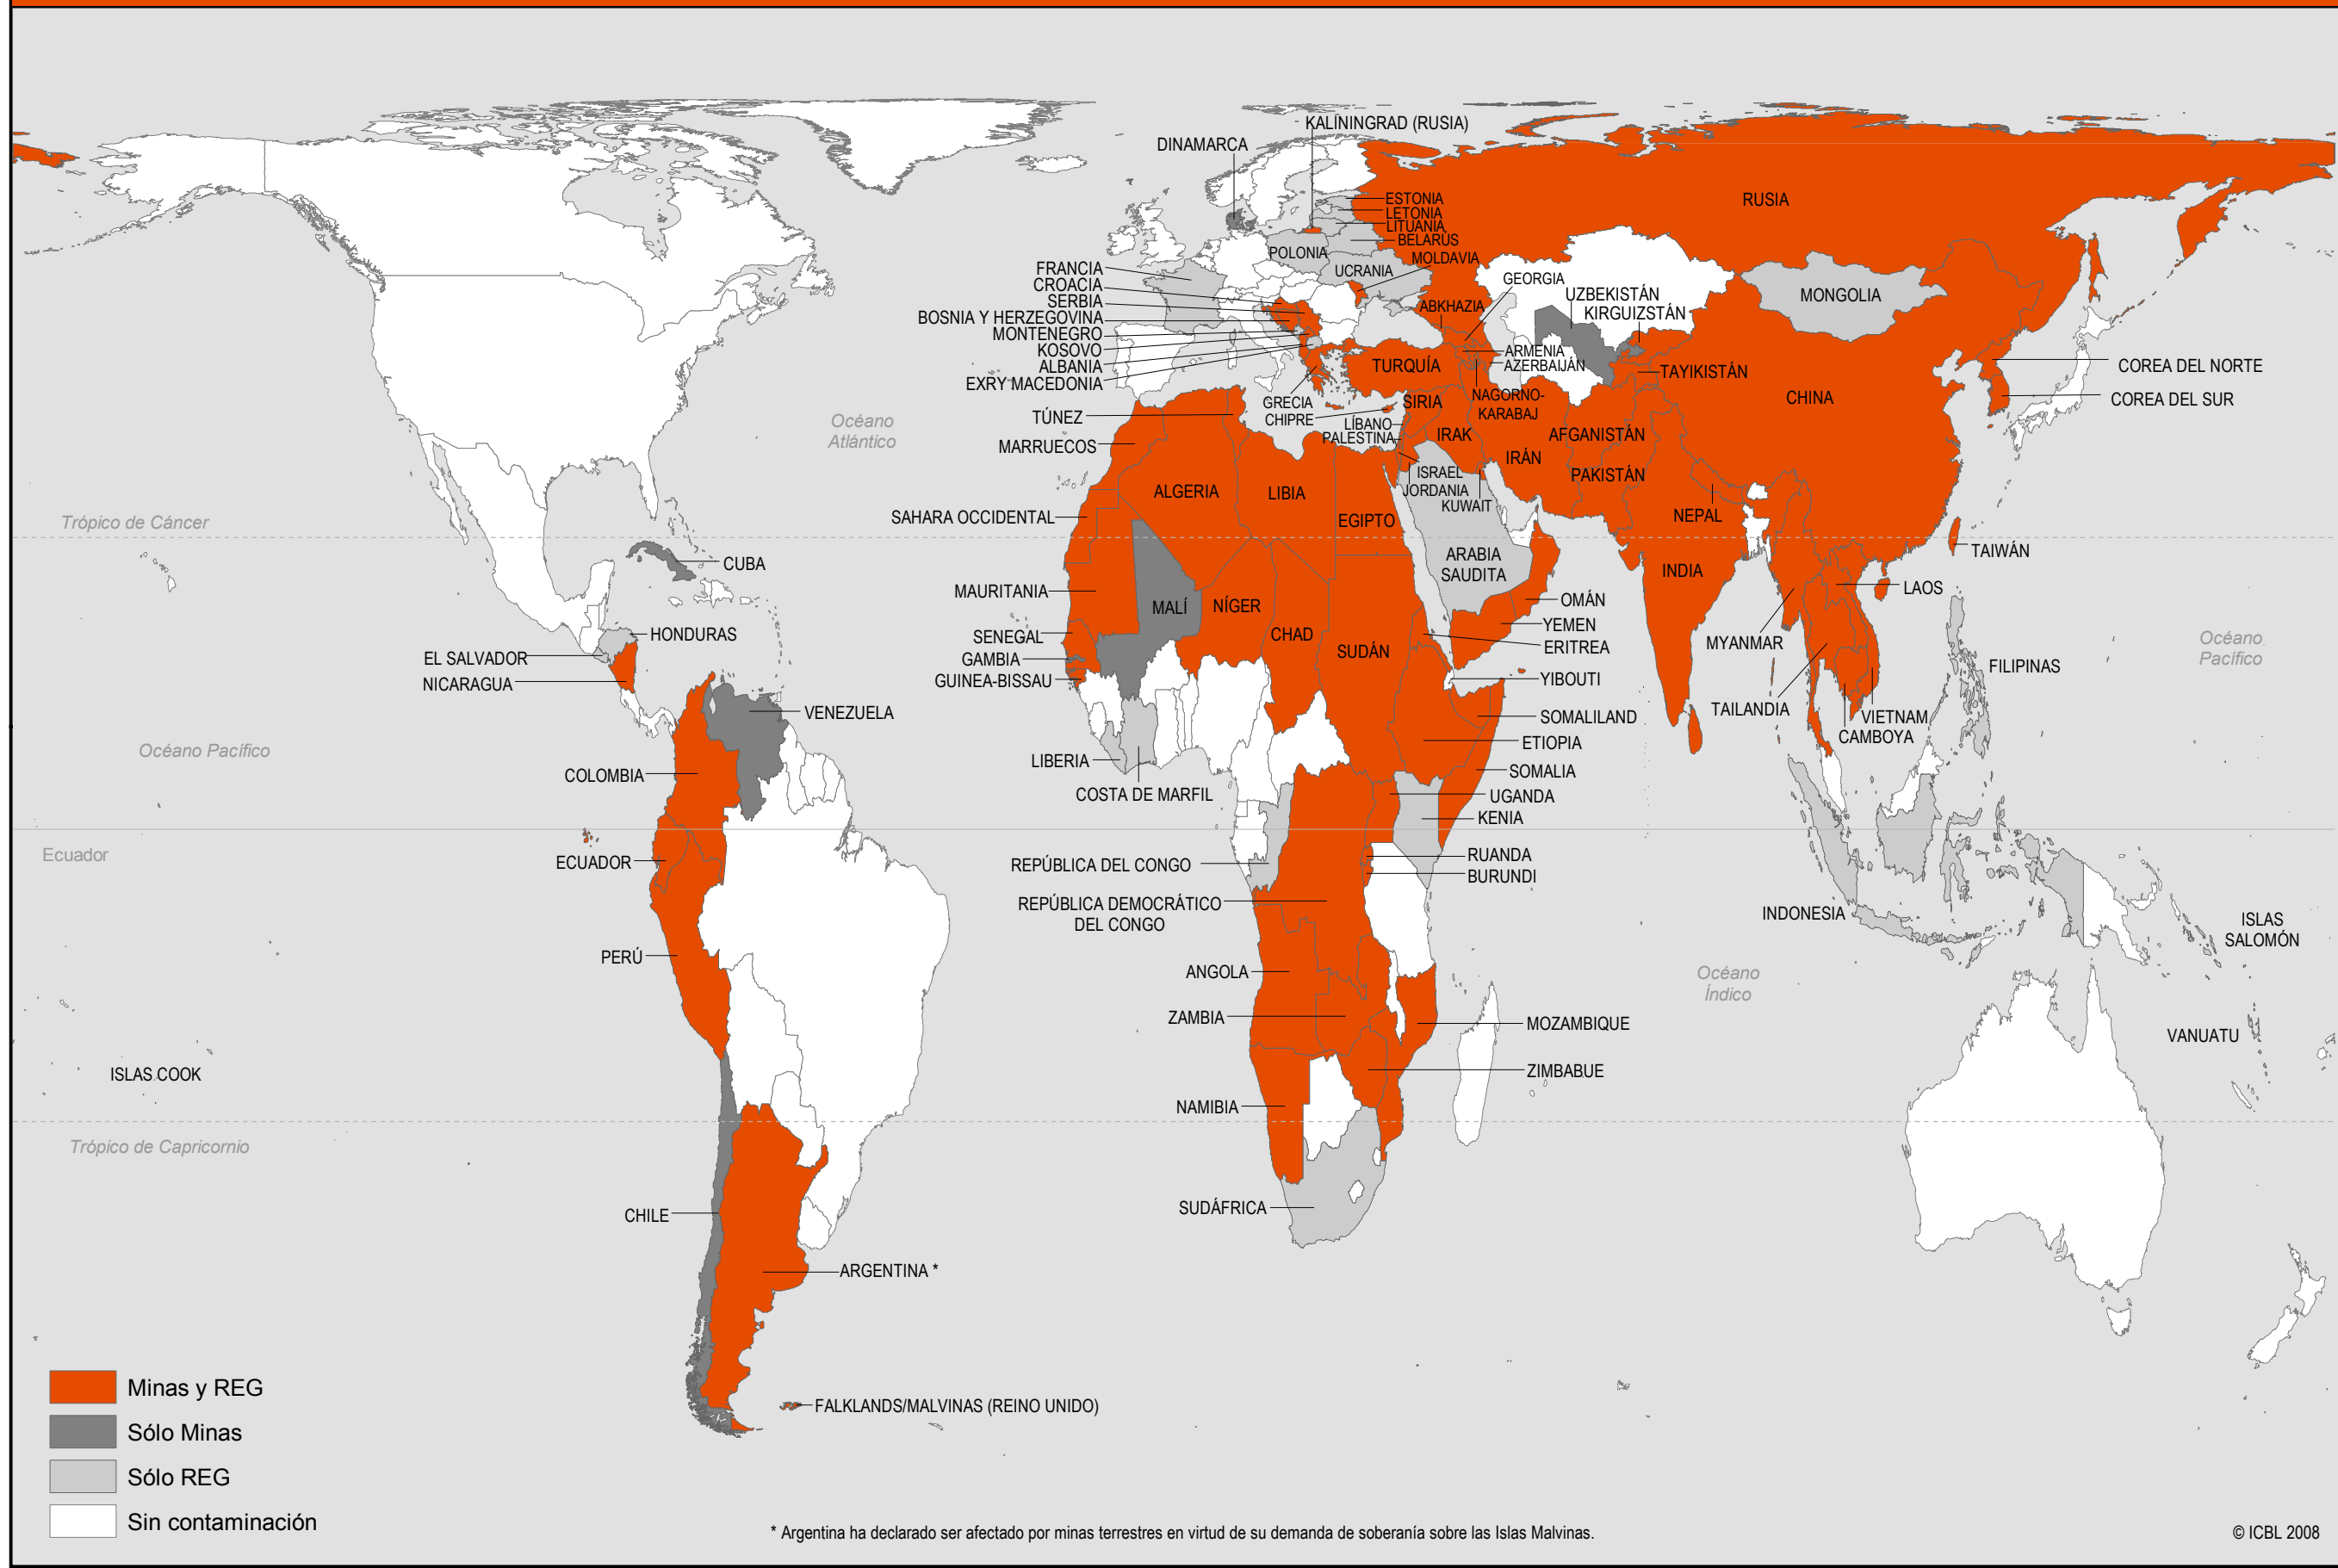 KALININGRAD (RUSIA)
DINAMARCA
RUSIA
ESTONIA
LETONIA
LITUANIA
BELARÚS
POLONIA
MOLDAVIA
UCRANIA
FRANCIA
CROACIA
SERBIA
BOSNIA Y HERZEGOVINA
MONTENEGRO
KOSOVO
ALBANIA
EXRY MACEDONIA
GEORGIA
ABKHAZIA
UZBEKISTÁN
KIRGUIZSTÁN
MONGOLIA
ARMENIA
AZERBAIJÁN
TURQUÍA
TAYIKISTÁN
COREA DEL NORTE
CHINA
COREA DEL SUR
NAGORNO-
KARABAJ
SIRIA
GRECIA
CHIPRE
LÍBANO
PALESTINA
IRAK
IRÁN
AFGANISTÁN
PAKISTÁN
ISRAEL
JORDANIA
KUWAIT
Océano
Atlántico
TÚNEZ
MARRUECOS
ALGERIA
LIBIA
EGIPTO
SAHARA OCCIDENTAL
NEPAL
Trópico de Cáncer
TAIWÁN
CUBA
ARABIA
SAUDITA
INDIA
LAOS
MAURITANIA
MALÍ
NÍGER
CHAD
SUDÁN
OMÁN
YEMEN
ERITREA
HONDURAS
SENEGAL
EL SALVADOR
GAMBIA
NICARAGUA
GUINEA-BISSAU
YIBOUTI
MYANMAR
FILIPINAS
Océano
Pacífico
VENEZUELA
SOMALILAND
TAILANDIA
VIETNAM
CAMBOYA
Océano Pacífico
ETIOPIA
LIBERIA
COLOMBIA
SOMALIA
COSTA DE MARFIL
UGANDA
KENIA
Ecuador
ECUADOR
REPÚBLICA DEL CONGO
RUANDA
BURUNDI
REPÚBLICA DEMOCRÁTICO
DEL CONGO
INDONESIA
ISLAS
SALOMÓN
PERÚ
ANGOLA
Océano
Índico
ZAMBIA
MOZAMBIQUE
VANUATU
ISLAS COOK
ZIMBABUE
NAMIBIA
Trópico de Capricornio
CHILE
SUDÁFRICA
ARGENTINA *
FALKLANDS/MALVINAS (REINO UNIDO)
Minas y REG
Sólo Minas
Sólo REG
Sin contaminación
* Argentina ha declarado ser afectado por minas terrestres en virtud de su demanda de soberanía sobre las Islas Malvinas.
© ICBL 2008